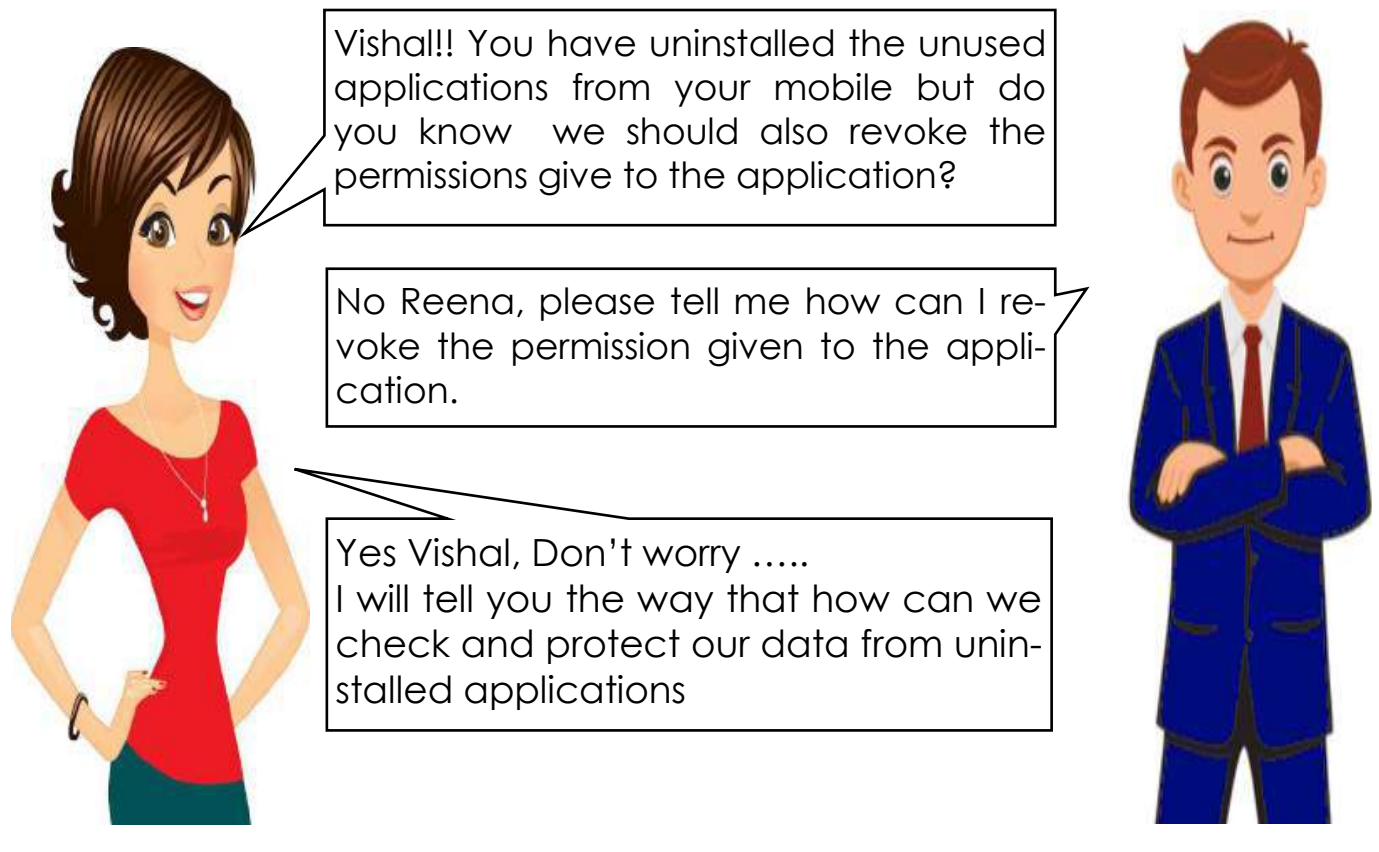 Vishal!! You have uninstalled the unused
applications from your mobile but do
you know we should also revoke the
permissions give to the application?
No Reena, please tell me how can I re-
voke the permission given to the appli-
cation.
Yes Vishal, Don’t worry …..
I will tell you the way that how can we
check and protect our data from unin-
stalled applications